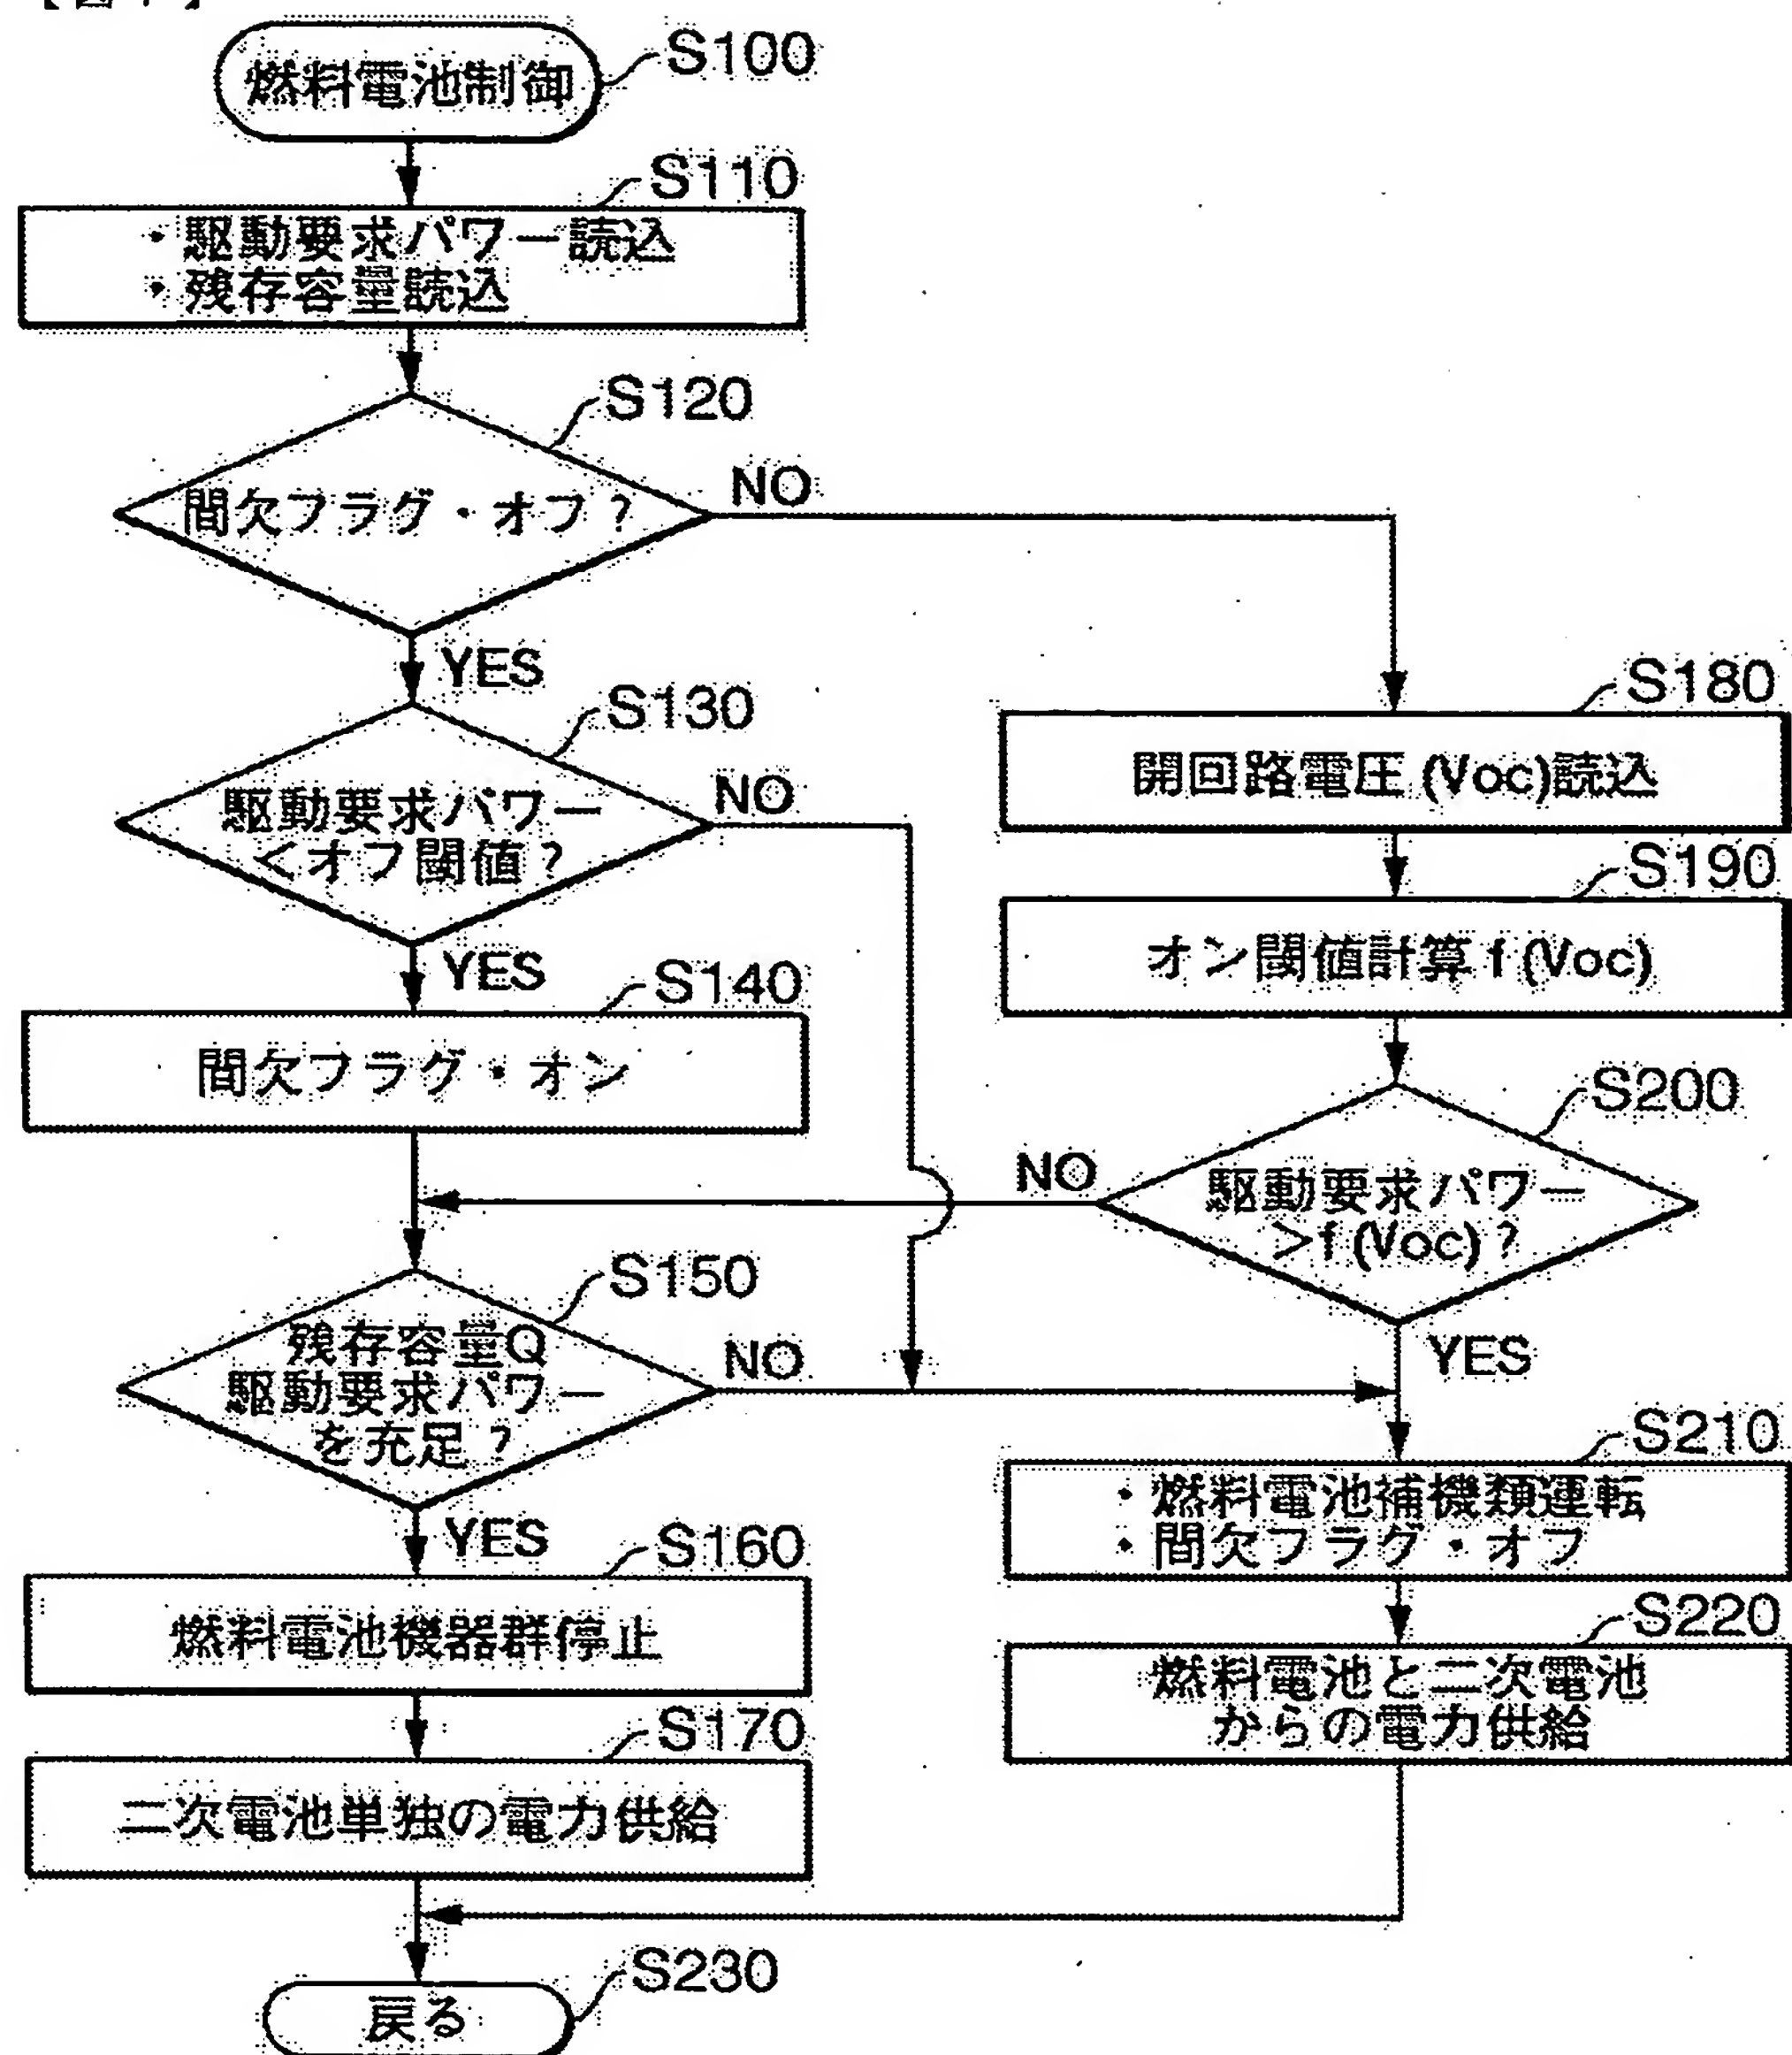 燃料電池制御
S100
S110
・駆動要求パワー読込
・残存容量読込
S120
間欠フラグ・オフ?
NO
YES
S130
駆動要求パワー
<オフ閾値?
NO
YES
S140
間欠フラグ・オン
S150
残存容量Q
駆動要求パワー
を充足?
NO
YES
S160
燃料電池機器群停止
S170
二次電池単独の電力供給
S180
開回路電圧(Voc)読込
S190
オン閾値計算 f (Voc)
S200
駆動要求パワー
>f (Voc)?
NO
YES
S210
・燃料電池補機類運転
・間欠フラグ・オフ
S220
燃料電池と二次電池
からの電力供給
S230
戻る